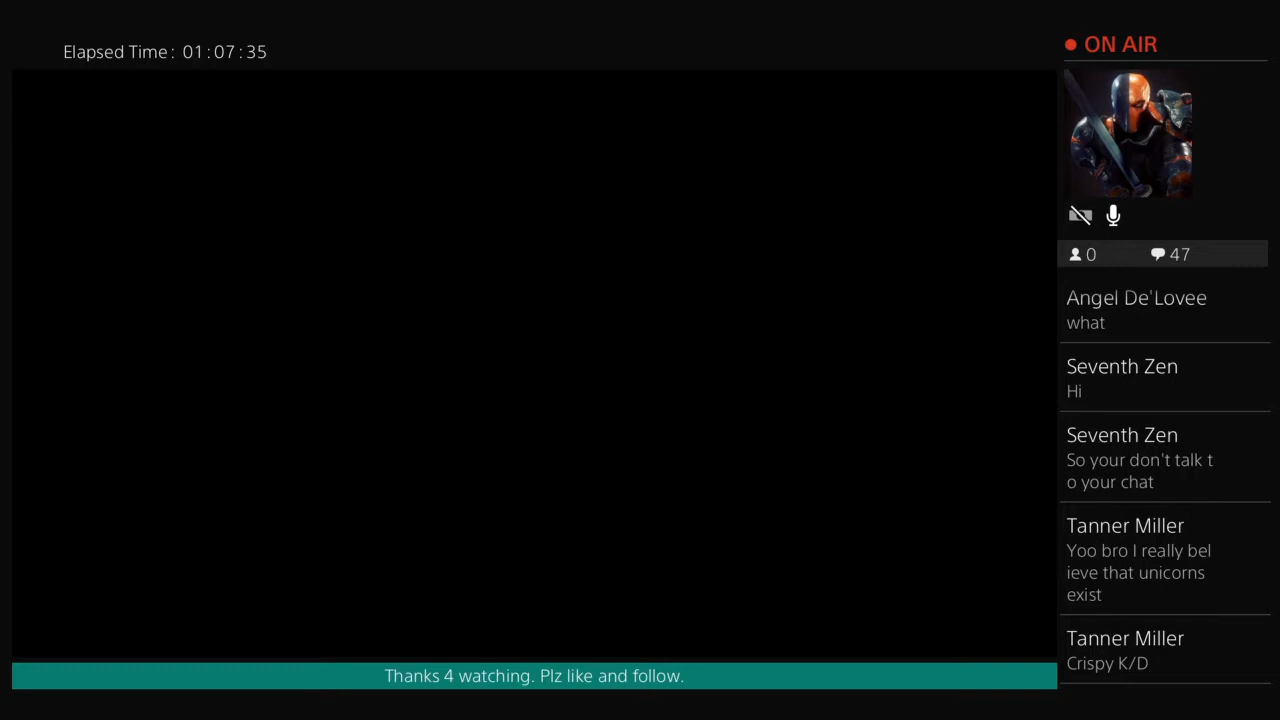 Elapsed Time: 01:07:35
ON AIR
0 47
Angel De'Lovee
what
Seventh Zen
Hi
Seventh Zen
So your don't talk t
o your chat
Tanner Miller
Yoo bro I really bel
ieve that unicorns
exist
Tanner Miller
Crispy K/D
Thanks 4 watching. Plz like and follow.